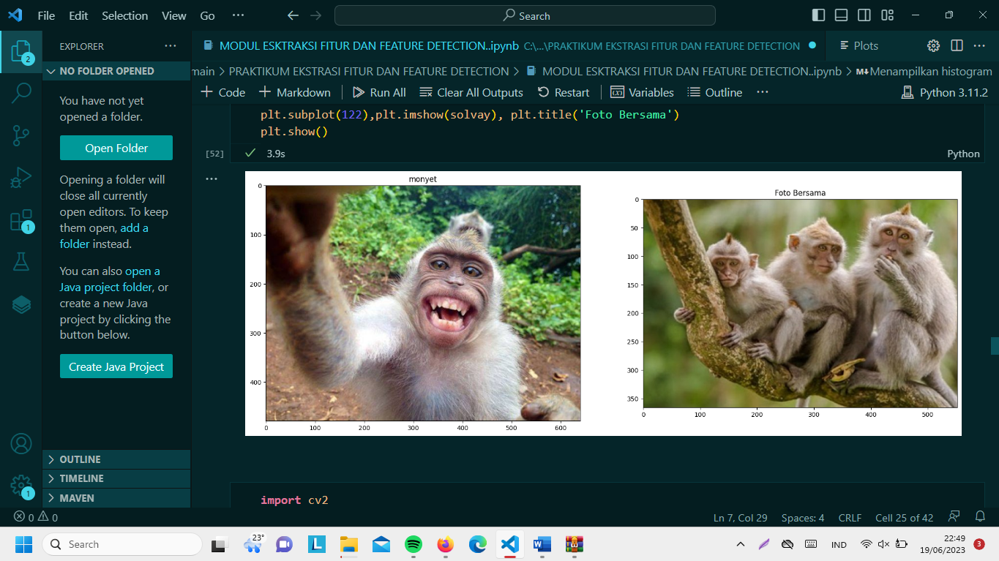 File Edit Selection View Go ··· Search
EXPLORER ···
MODUL ESKTRAKSI FITUR DAN FEATURE DETECTION..ipynb C:\...\PRAKTIKUM EKSTRASI FITUR DAN FEATURE DETECTION
Plots
NO FOLDER OPENED
main > PRAKTIKUM EKSTRASI FITUR DAN FEATURE DETECTION > MODUL ESKTRAKSI FITUR DAN FEATURE DETECTION..ipynb > Menampilkan histogram
+ Code + Markdown Run All Clear All Outputs Restart Variables Outline ··· Python 3.11.2
You have not yet
opened a folder.
Open Folder
Opening a folder will
close all currently
open editors. To keep
them open, add a
folder instead.
You can also open a
Java project folder, or
create a new Java
project by clicking the
button below.
Create Java Project
OUTLINE
TIMELINE
MAVEN
2
1
1
plt.subplot(122),plt.imshow(solvay), plt.title('Foto Bersama')
plt.show()
[52] 3.9s Python
monyet
0
100
200
300
400
0 100 200 300 400 500 600
Foto Bersama
0
50
100
150
200
250
300
350
0 100 200 300 400 500
import cv2
0 0 Ln 7, Col 29 Spaces: 4 CRLF Cell 25 of 42
Search 23° IND 22:49
19/06/2023 3